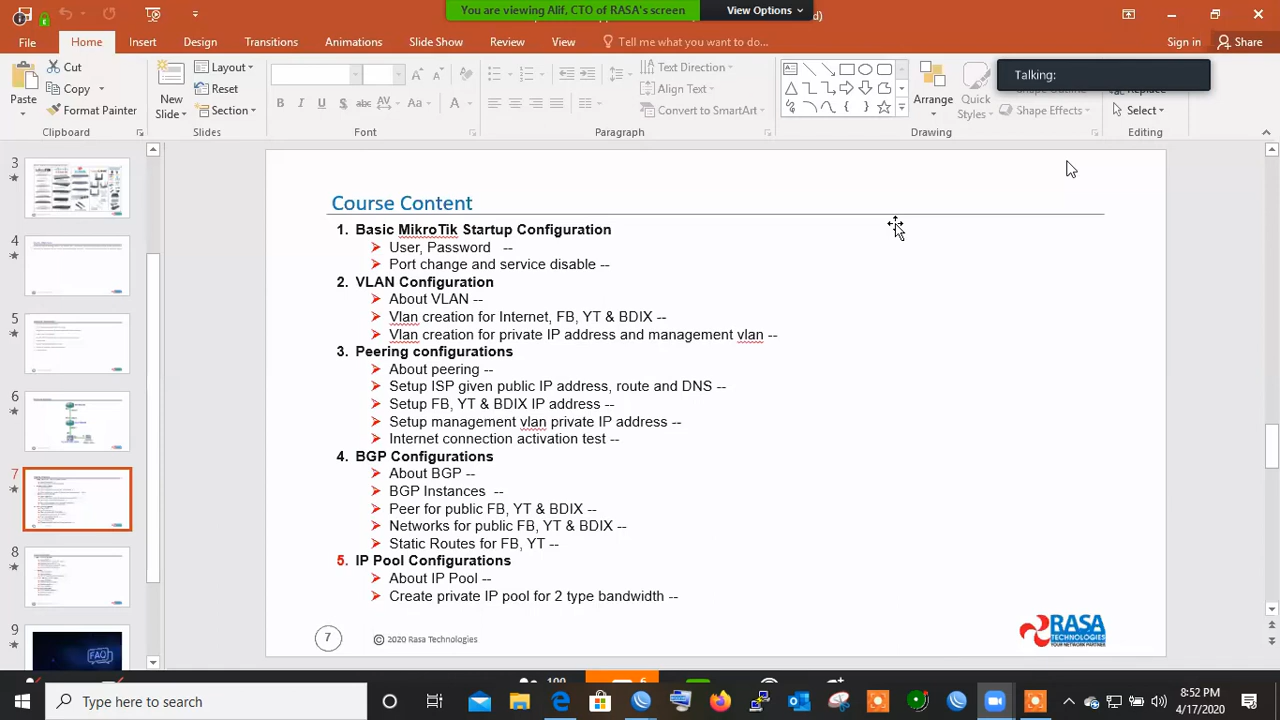 You are viewing Alif, CTO of RASA's screen
View Options
Home
Insert
Design
Transitions
Animations
Slide Show
Review
View
Tell me what you want to do...
Sign in
Share
Paste
Cut
Copy
Format Painter
Clipboard
New
Slide
Layout
Reset
Section
Slides
Font
Text Direction
Align Text
Convert to SmartArt
Paragraph
Arrange
Quick
Styles
Shape Effects
Drawing
Talking:
Replace
Select
Editing
3
4
5
6
7
8
9
FAQ
Course Content
1. Basic MikroTik Startup Configuration
User, Password --
Port change and service disable --
2. VLAN Configuration
About VLAN --
Vlan creation for Internet, FB, YT & BDIX --
Vlan creation for private IP address and management vlan --
3. Peering configurations
About peering --
Setup ISP given public IP address, route and DNS --
Setup FB, YT & BDIX IP address --
Setup management vlan private IP address --
Internet connection activation test --
4. BGP Configurations
About BGP --
BGP Instances --
Peer for public FB, YT & BDIX --
Networks for public FB, YT & BDIX --
Static Routes for FB, YT --
5. IP Pool Configurations
About IP Pool --
Create private IP pool for 2 type bandwidth --
7
© 2020 Rasa Technologies
RASA
TECHNOLOGIES
YOUR NETWORK PARTNER
Type here to search
8:52 PM
4/17/2020